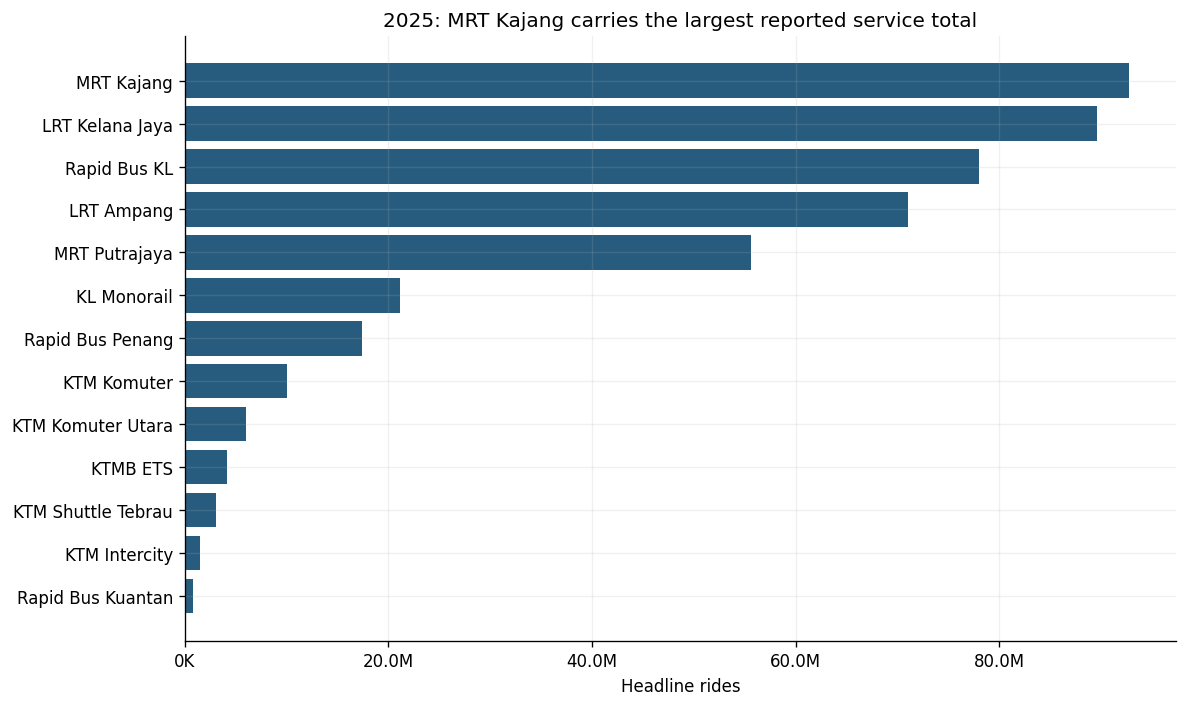 2025: MRT Kajang carries the largest reported service total
MRT Kajang
LRT Kelana Jaya
Rapid Bus KL
LRT Ampang
MRT Putrajaya
KL Monorail
Rapid Bus Penang
KTM Komuter
KTM Komuter Utara
KTMB ETS
KTM Shuttle Tebrau
KTM Intercity
Rapid Bus Kuantan
0K 20.0M 40.0M 60.0M 80.0M
Headline rides